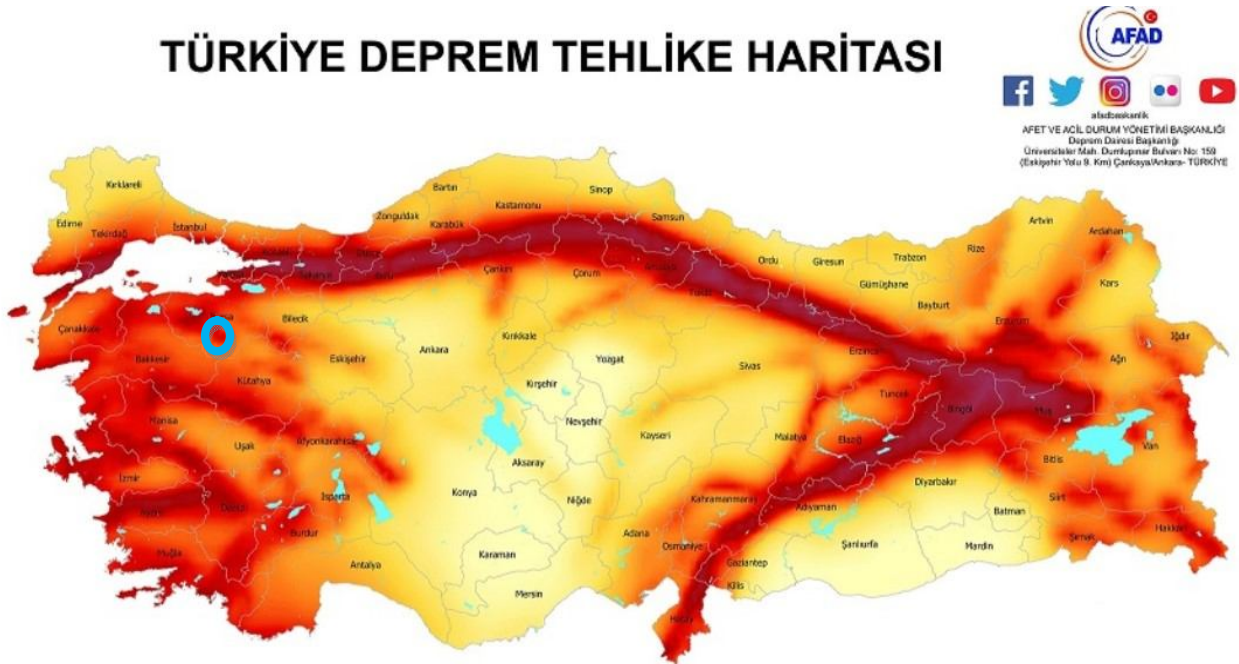 TÜRKİYE DEPREM TEHLİKE HARİTASI
AFAD
afadbaskanlik
AFET VE ACİL DURUM YÖNETİMİ BAŞKANLIĞI
Deprem Dairesi Başkanlığı
Üniversiteler Mah. Dumlupınar Bulvarı No: 159
(Eskişehir Yolu 9. Km) Çankaya/Ankara- TÜRKİYE
Kırklareli
Edirne
Tekirdağ
İstanbul
Zonguldak
Bartın
Karabük
Kastamonu
Sinop
Samsun
Ordu
Giresun
Trabzon
Rize
Artvin
Ardahan
Kars
Gümüşhane
Bayburt
Erzurum
Iğdır
Ağrı
Çankırı
Çorum
Tokat
Çanakkale
Balıkesir
Bilecik
Kütahya
Eskişehir
Ankara
Kırıkkale
Yozgat
Sivas
Tunceli
Bingöl
Muş
Kırşehir
Nevşehir
Kayseri
Malatya
Elazığ
Bitlis
Van
Manisa
Uşak
Afyonkarahisar
Aksaray
Niğde
Konya
İzmir
Aydın
Isparta
Burdur
Muğla
Antalya
Karaman
Mersin
Adana
Osmaniye
Kahramanmaraş
Adıyaman
Gaziantep
Kilis
Hatay
Şanlıurfa
Diyarbakır
Batman
Mardin
Siirt
Şırnak
Hakkari